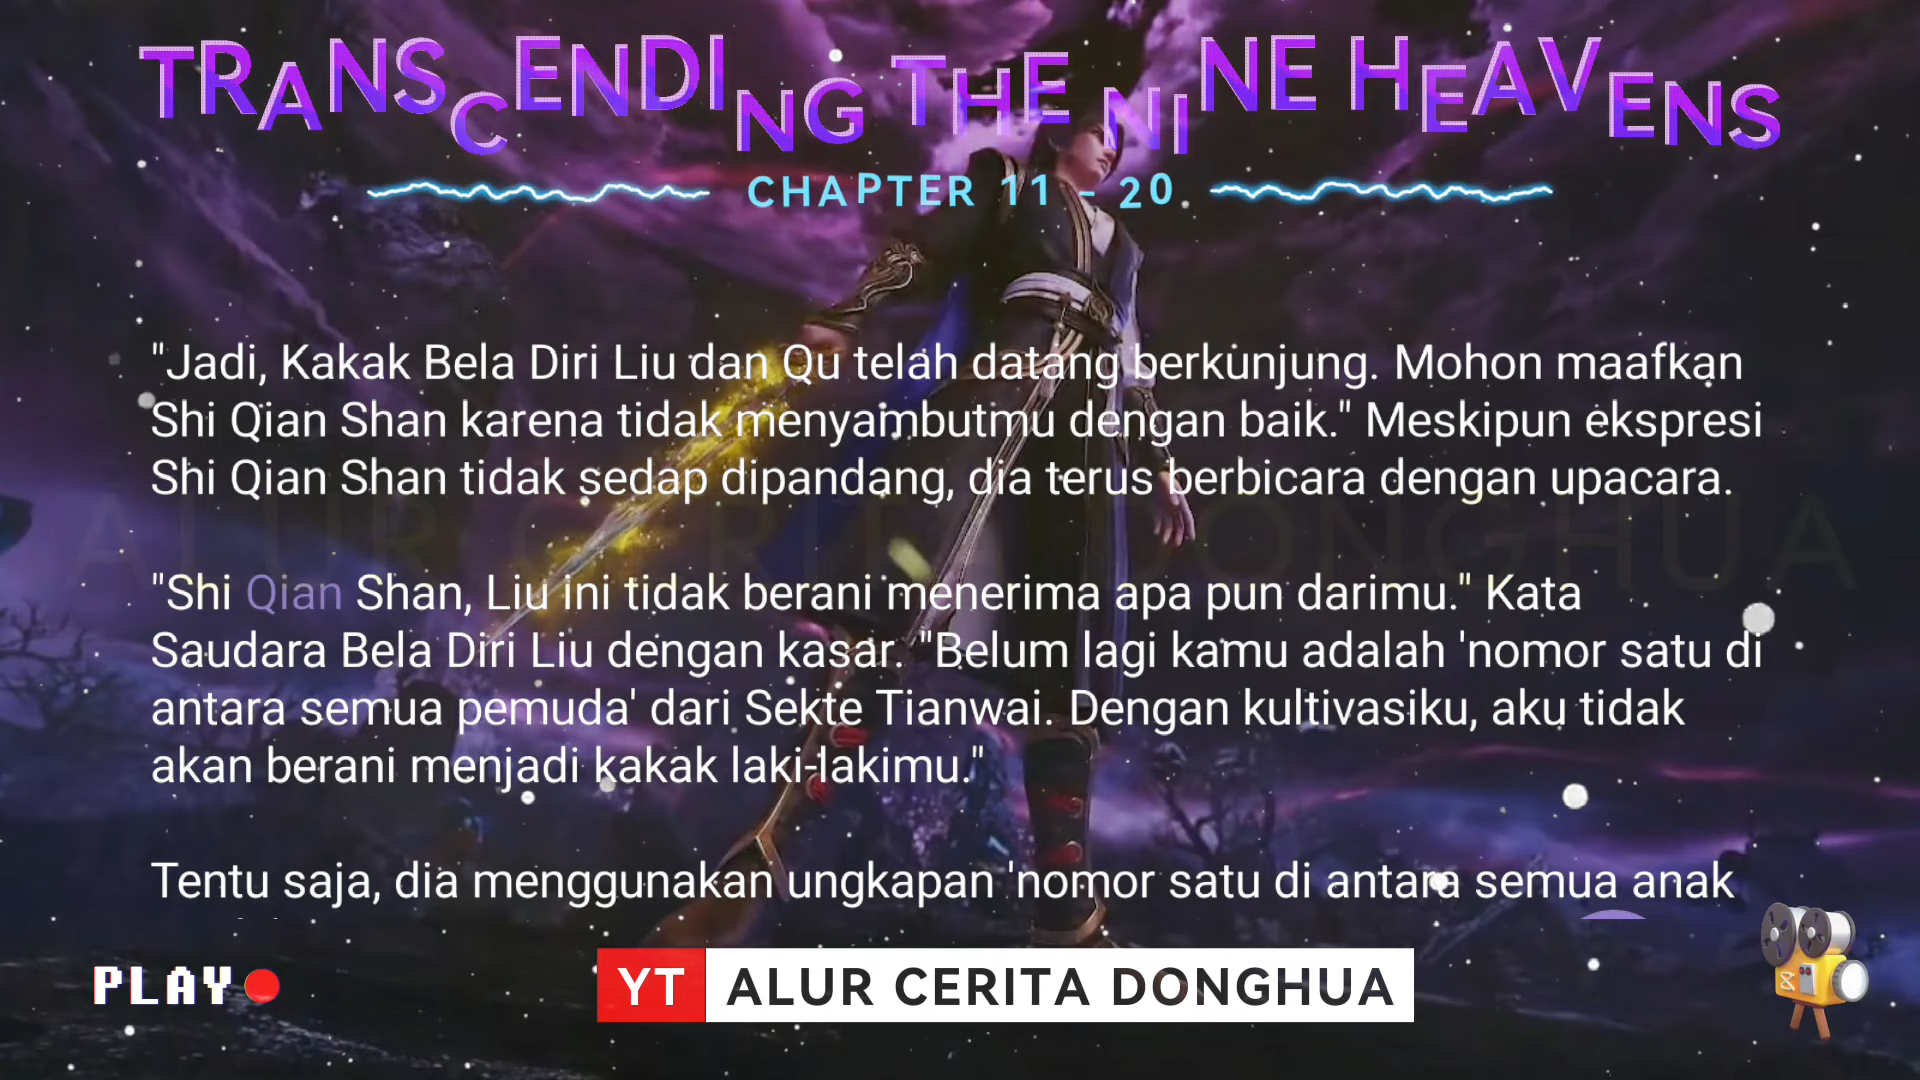 TRANSCENDING THE NINE HEAVENS
CHAPTER 11 - 20
"Jadi, Kakak Bela Diri Liu dan Qu telah datang berkunjung. Mohon maafkan
Shi Qian Shan karena tidak menyambutmu dengan baik." Meskipun ekspresi
Shi Qian Shan tidak sedap dipandang, dia terus berbicara dengan upacara.
ALUR CERITA DONGHUA
"Shi Qian Shan, Liu ini tidak berani menerima apa pun darimu." Kata
Saudara Bela Diri Liu dengan kasar. "Belum lagi kamu adalah 'nomor satu di
antara semua pemuda' dari Sekte Tianwai. Dengan kultivasiku, aku tidak
akan berani menjadi kakak laki-lakimu."
Tentu saja, dia menggunakan ungkapan 'nomor satu di antara semua anak
PLAY
YT ALUR CERITA DONGHUA